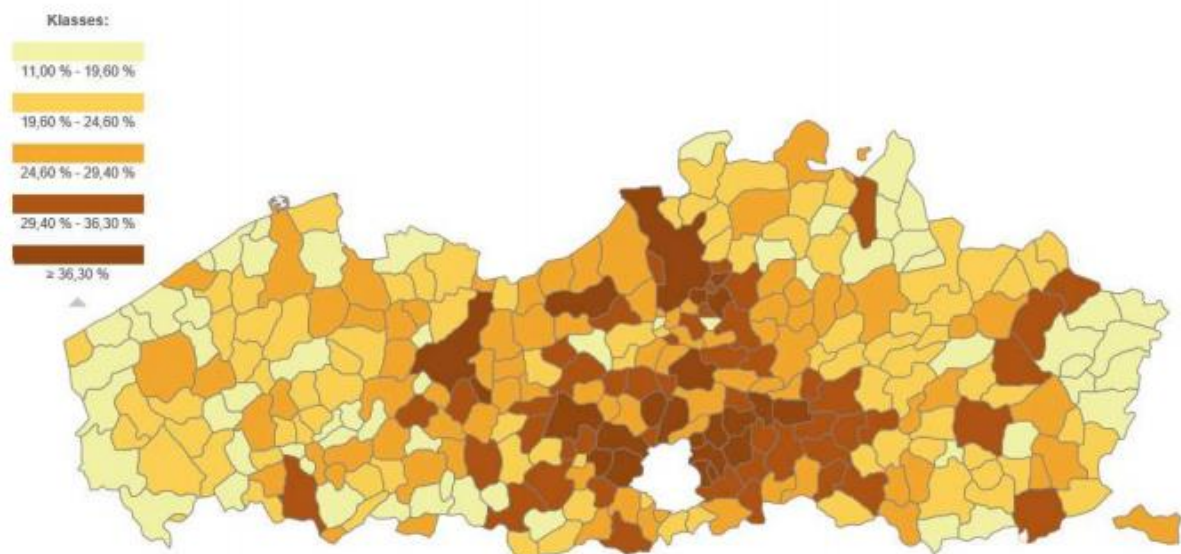 Klasses:
11,00 % - 19,60 %
19,60 % - 24,60 %
24,60 % - 29,40 %
29,40 % - 36,30 %
≥ 36,30 %